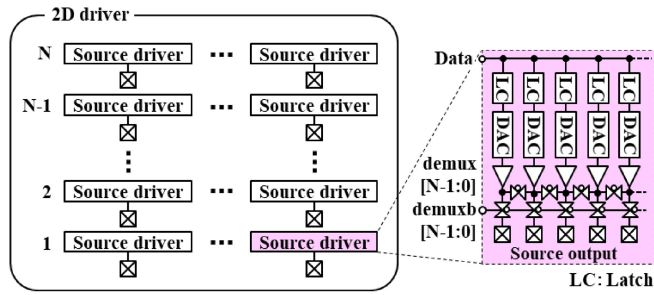 2D driver
N Source driver ••• Source driver
N-1 Source driver Source driver
2 Source driver ••• Source driver
1 Source driver ••• Source driver
Data
LC LC LC LC LC
DAC DAC DAC DAC DAC
demux
[N-1:0]
demuxb
[N-1:0]
Source output
LC: Latch